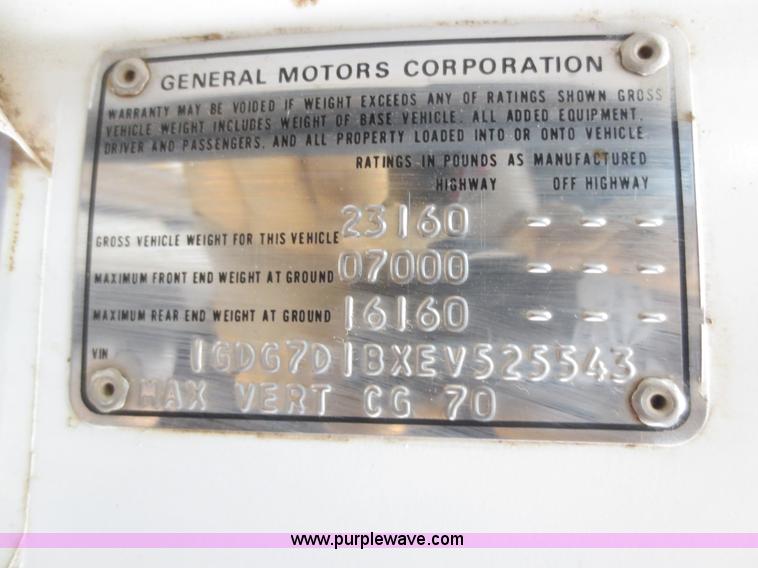 GENERAL MOTORS CORPORATION
WARRANTY MAY BE VOIDED IF WEIGHT EXCEEDS ANY OF RATINGS SHOWN GROSS
VEHICLE WEIGHT INCLUDES WEIGHT OF BASE VEHICLE, ALL ADDED EQUIPMENT,
DRIVER AND PASSENGERS, AND ALL PROPERTY LOADED INTO OR ONTO VEHICLE
RATINGS IN POUNDS AS MANUFACTURED
HIGHWAY OFF HIGHWAY
GROSS VEHICLE WEIGHT FOR THIS VEHICLE 23160 - - -
MAXIMUM FRONT END WEIGHT AT GROUND 07000 - - -
MAXIMUM REAR END WEIGHT AT GROUND 16160 - - -
VIN 1GDG7D1BXEV525543
MAX VERT CG 70
www.purplewave.com